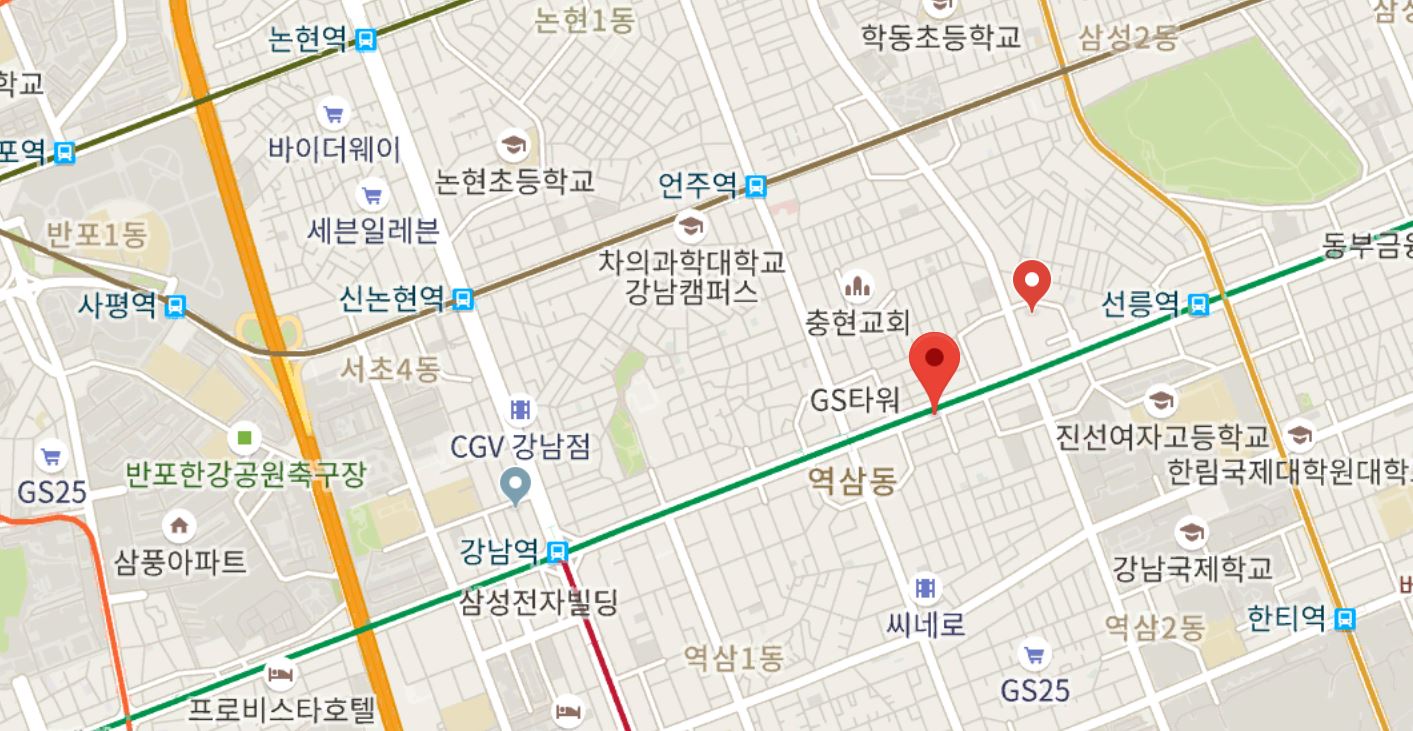 논현1동
학동초등학교
삼성2동
논현역
학교
바이더웨이
논현초등학교
세븐일레븐
언주역
차의과학대학교
강남캠퍼스
반포1동
사평역
신논현역
충현교회
선릉역
서초4동
GS타워
CGV 강남점
진선여자고등학교
한림국제대학원대학
역삼동
GS25
반포한강공원축구장
강남역
삼성전자빌딩
삼풍아파트
강남국제학교
씨네로
역삼2동
한티역
역삼1동
GS25
프로비스타호텔